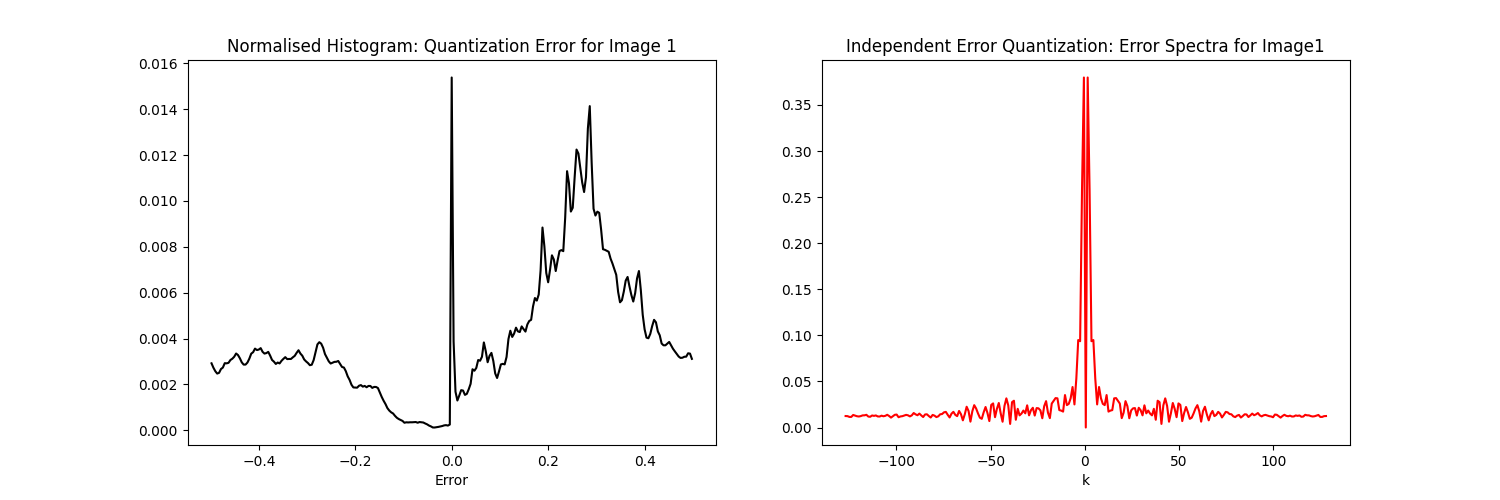 Normalised Histogram: Quantization Error for Image 1
0.016
0.014
0.012
0.010
0.008
0.006
0.004
0.002
0.000
−0.4 −0.2 0.0 0.2 0.4
Error
Independent Error Quantization: Error Spectra for Image1
0.35
0.30
0.25
0.20
0.15
0.10
0.05
0.00
−100 −50 0 50 100
k